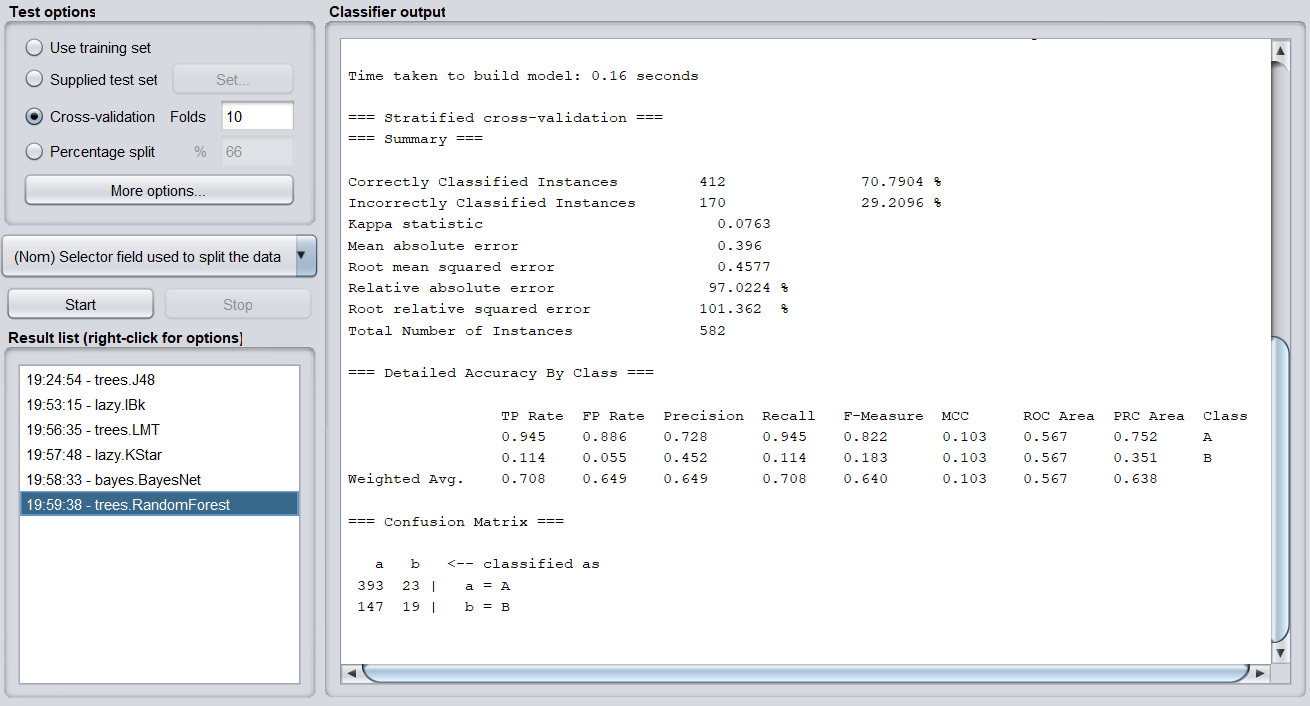 Test options
Use training set
Supplied test set Set...
Cross-validation Folds 10
Percentage split % 66
More options...
(Nom) Selector field used to split the data
Start Stop
Result list (right-click for options)
19:24:54 - trees.J48
19:53:15 - lazy.IBk
19:56:35 - trees.LMT
19:57:48 - lazy.KStar
19:58:33 - bayes.BayesNet
19:59:38 - trees.RandomForest
Classifier output
Time taken to build model: 0.16 seconds
=== Stratified cross-validation ===
=== Summary ===
Correctly Classified Instances 412 70.7904 %
Incorrectly Classified Instances 170 29.2096 %
Kappa statistic 0.0763
Mean absolute error 0.396
Root mean squared error 0.4577
Relative absolute error 97.0224 %
Root relative squared error 101.362 %
Total Number of Instances 582
=== Detailed Accuracy By Class ===
TP Rate FP Rate Precision Recall F-Measure MCC ROC Area PRC Area Class
0.945 0.886 0.728 0.945 0.822 0.103 0.567 0.752 A
0.114 0.055 0.452 0.114 0.183 0.103 0.567 0.351 B
Weighted Avg. 0.708 0.649 0.649 0.708 0.640 0.103 0.567 0.638
=== Confusion Matrix ===
a b <-- classified as
393 23 | a = A
147 19 | b = B